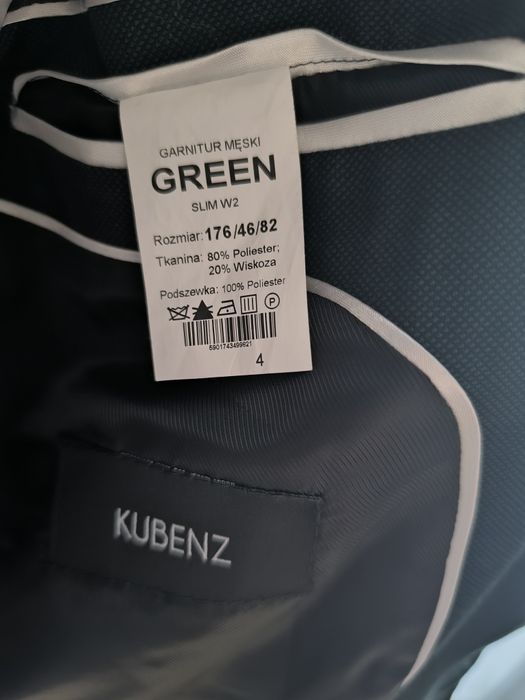 GARNITUR MĘSKI
GREEN
SLIM W2
Rozmiar: 176/46/82
Tkanina: 80% Poliester;
20% Wiskoza
Podszewka: 100% Poliester
P
5901743499621
4
KUBENZ